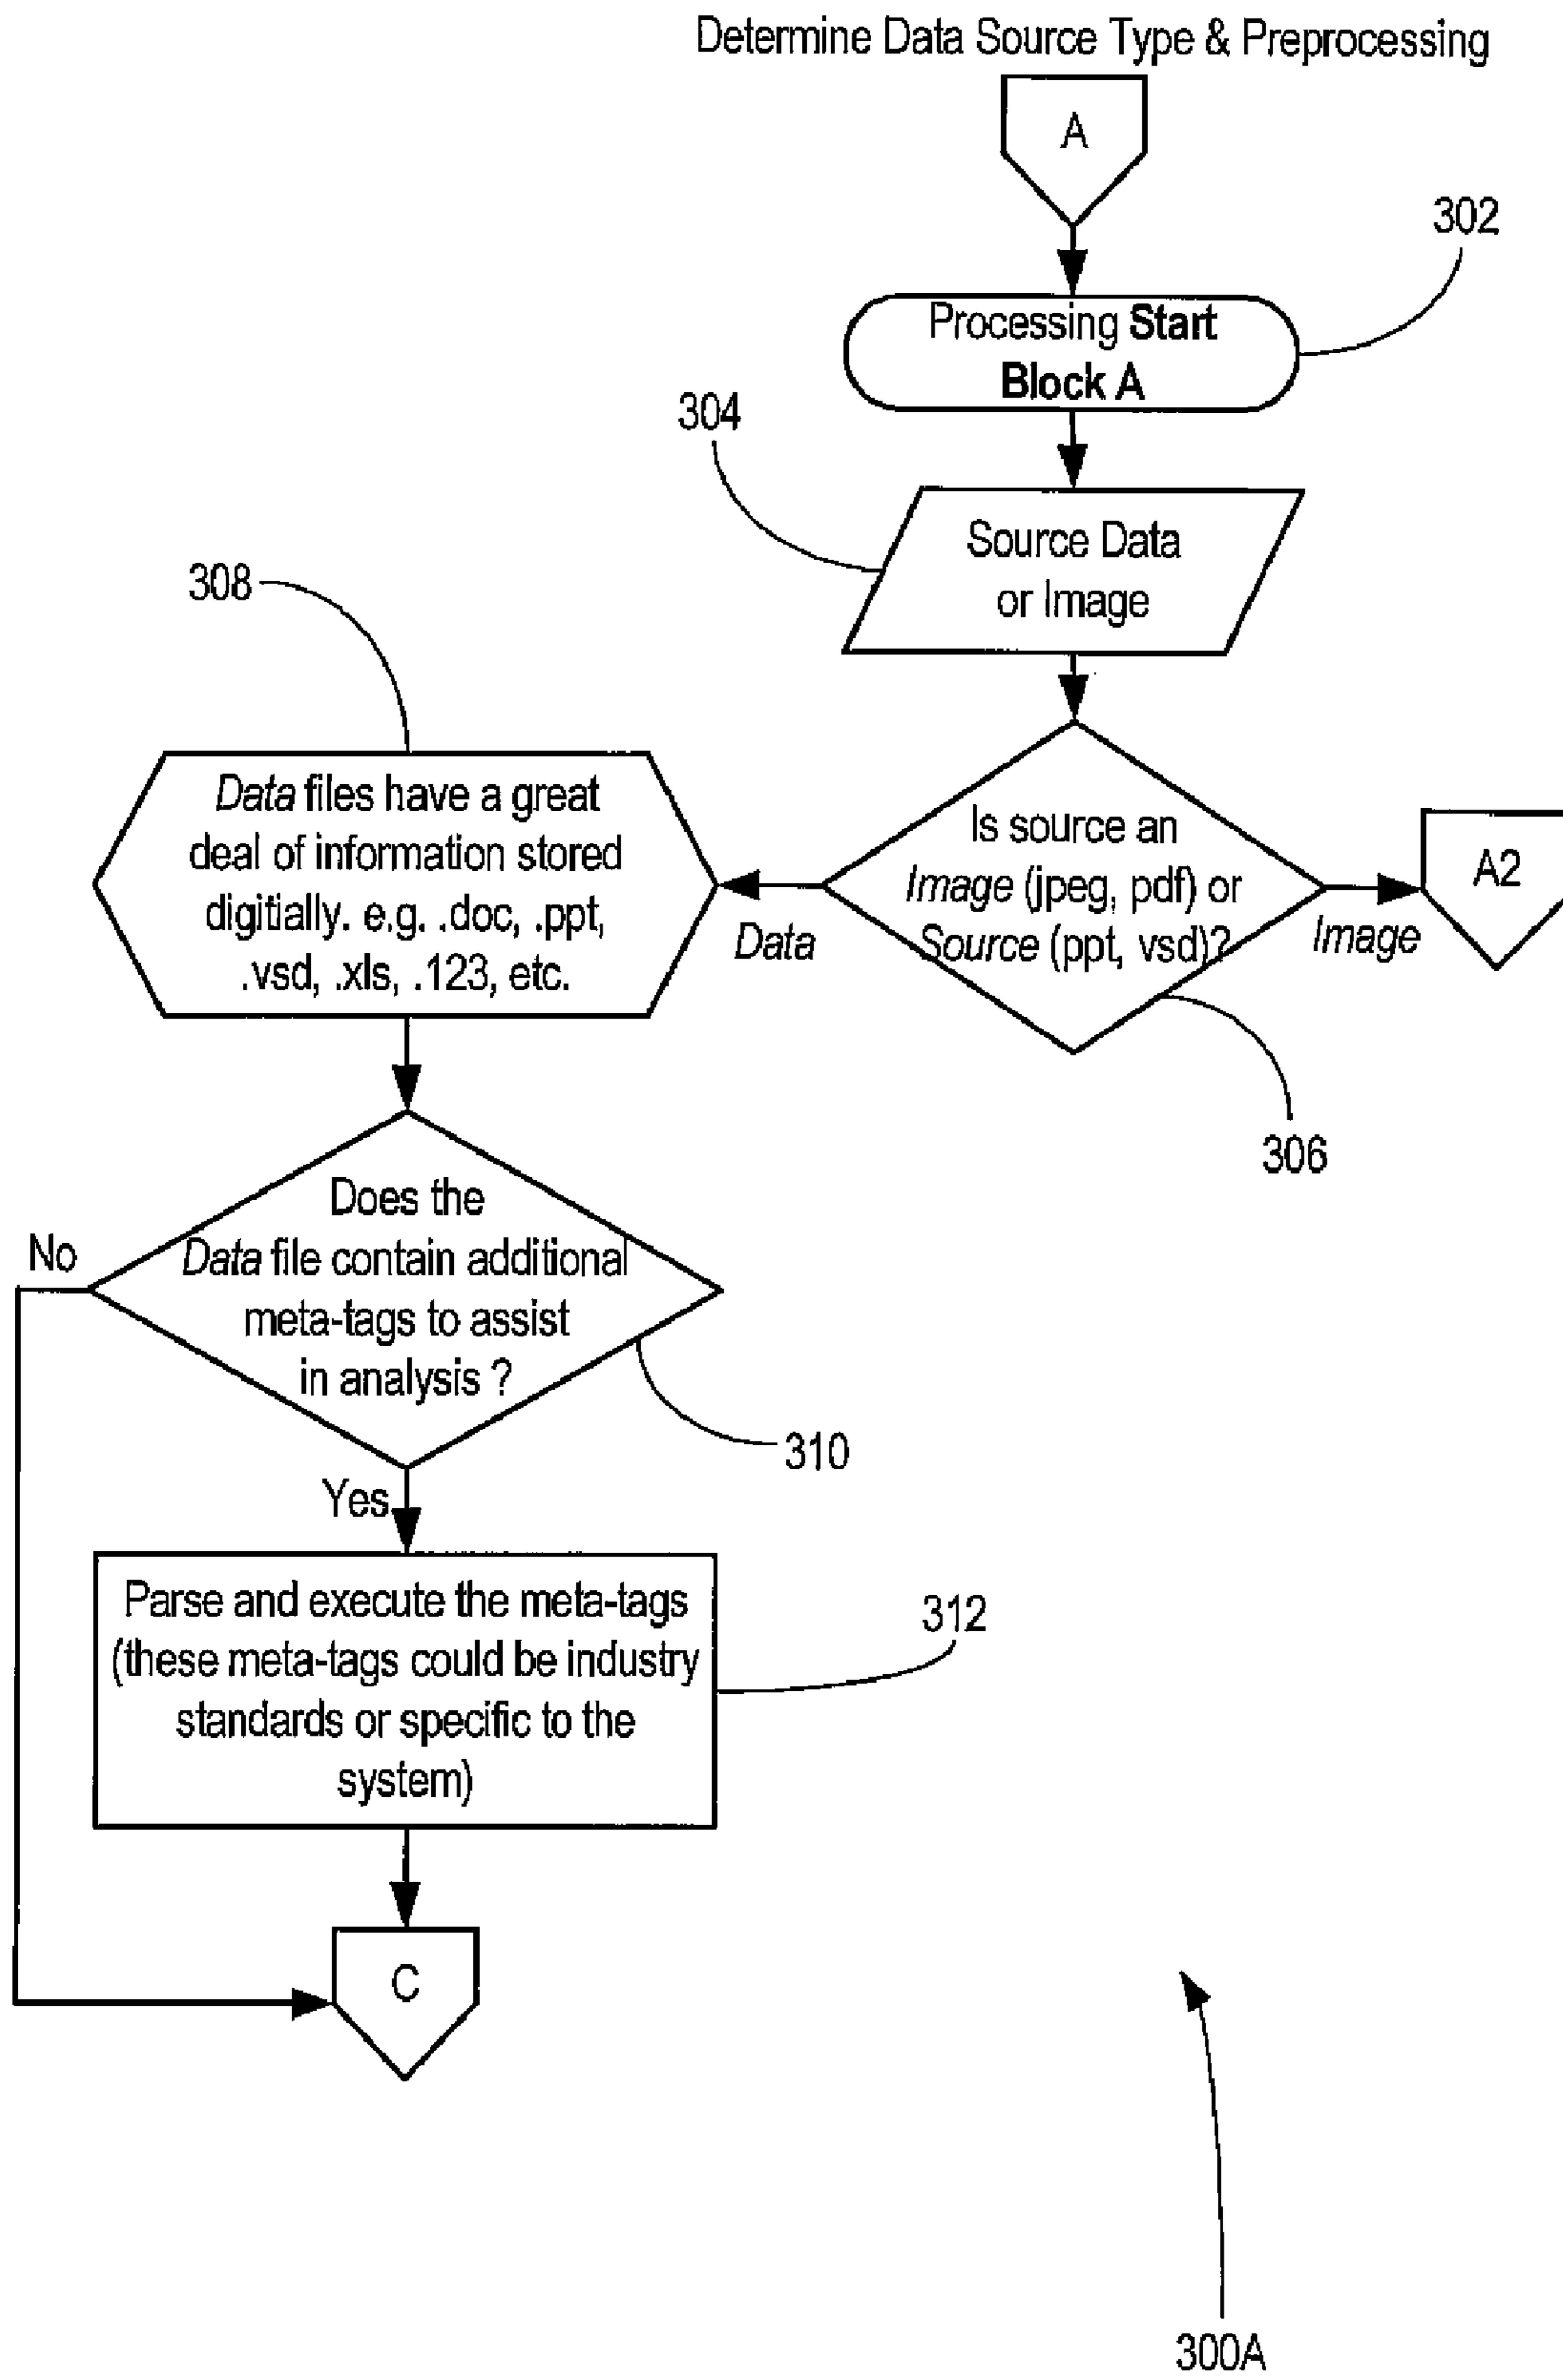 Determine Data Source Type & Preprocessing
A
302
Processing Start
Block A
304
Source Data
or Image
308
Data files have a great
deal of information stored
digitially. e.g. .doc, .ppt,
.vsd, .xls, .123, etc.
Is source an
Image (jpeg, pdf) or
Source (ppt, vsd)?
Data
Image
A2
306
Does the
Data file contain additional
meta-tags to assist
in analysis ?
No
310
Yes
Parse and execute the meta-tags
(these meta-tags could be industry
standards or specific to the
system)
312
C
300A